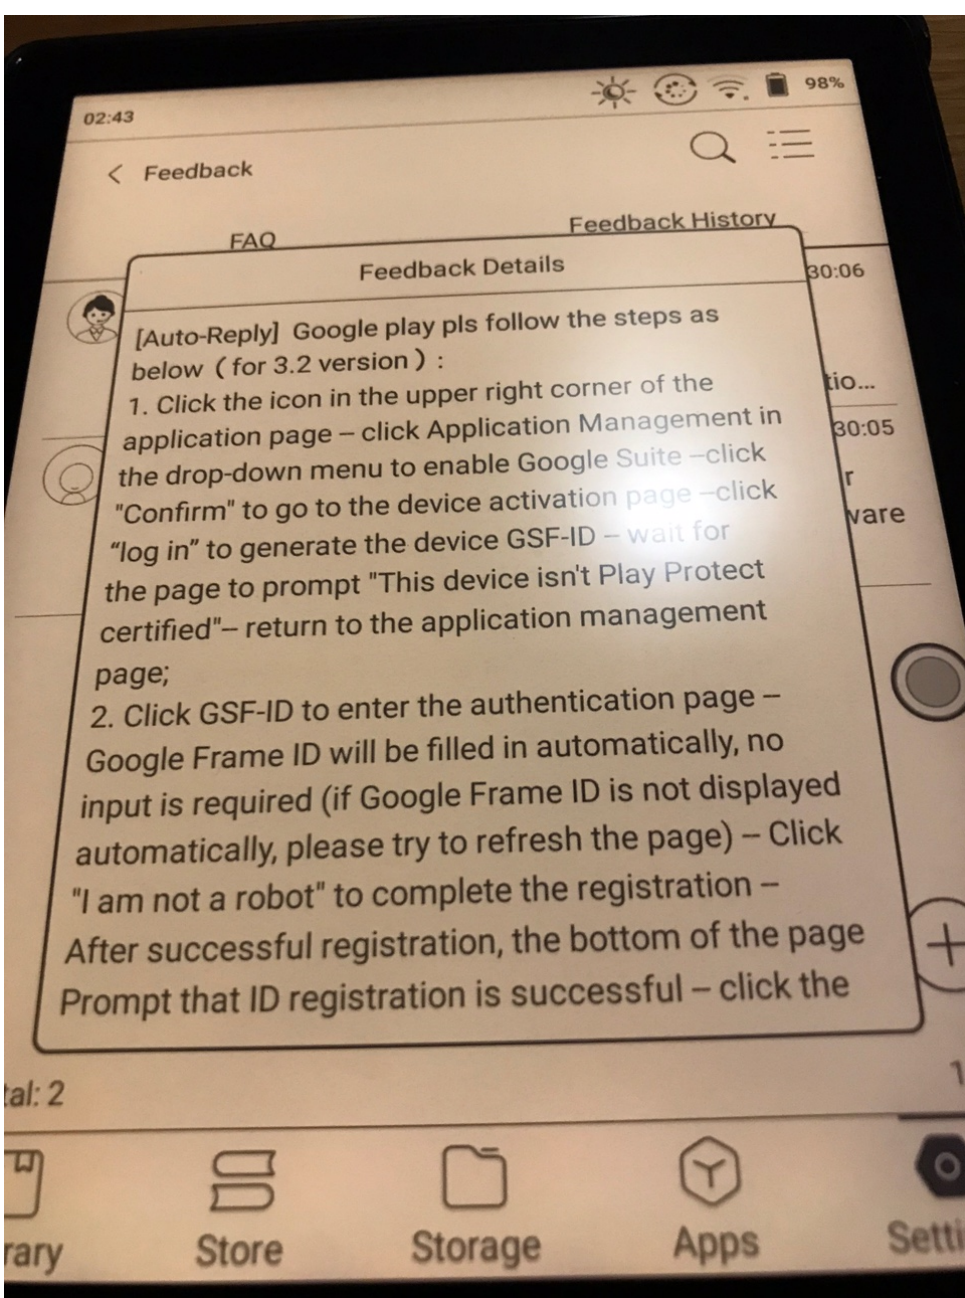 02:43
98%
Feedback
FAQ
Feedback History
Feedback Details
30:06
[Auto-Reply] Google play pls follow the steps as
below ( for 3.2 version ) :
1. Click the icon in the upper right corner of the
tio...
application page – click Application Management in
30:05
the drop-down menu to enable Google Suite –click
r
"Confirm" to go to the device activation page –click
ware
“log in” to generate the device GSF-ID – wait for
the page to prompt "This device isn't Play Protect
certified"– return to the application management
page;
2. Click GSF-ID to enter the authentication page –
Google Frame ID will be filled in automatically, no
input is required (if Google Frame ID is not displayed
automatically, please try to refresh the page) – Click
"I am not a robot" to complete the registration –
After successful registration, the bottom of the page
Prompt that ID registration is successful – click the
tal: 2
1
rary
Store
Storage
Apps
Setti